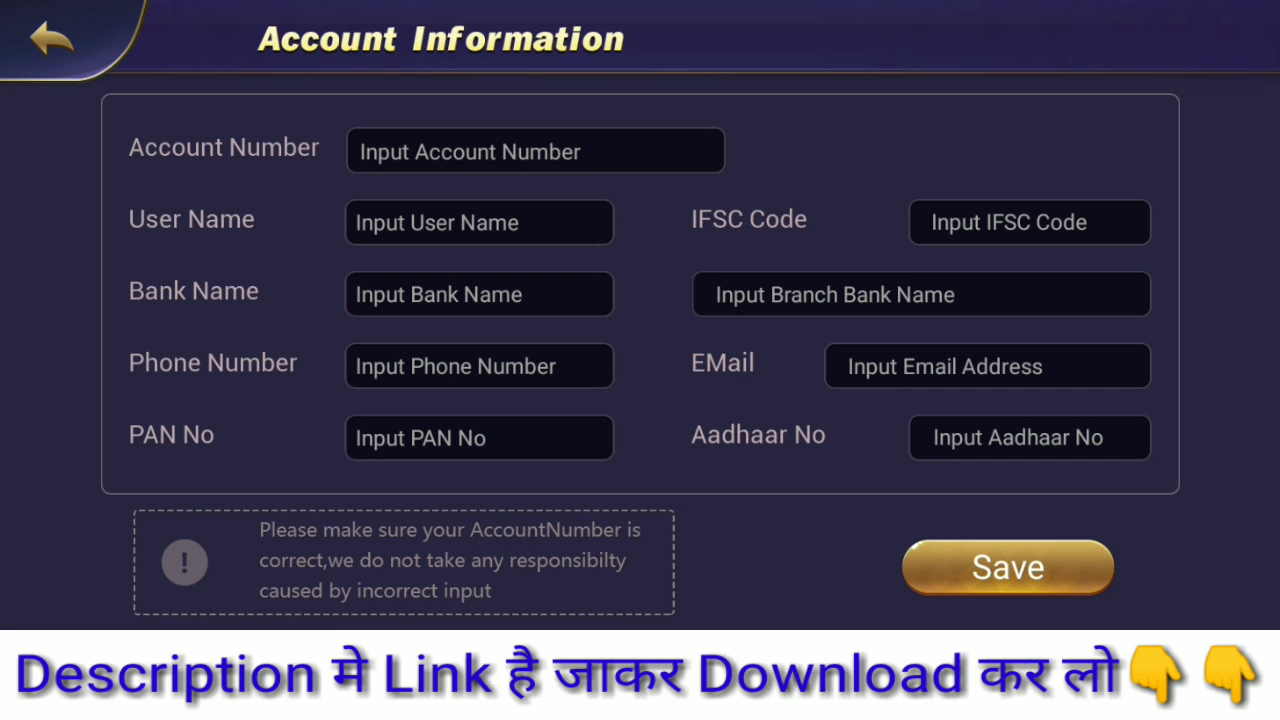 Account Information
Account Number Input Account Number
User Name Input User Name IFSC Code Input IFSC Code
Bank Name Input Bank Name Input Branch Bank Name
Phone Number Input Phone Number EMail Input Email Address
PAN No Input PAN No Aadhaar No Input Aadhaar No
Please make sure your AccountNumber is
correct,we do not take any responsibilty
caused by incorrect input
Save
Description मे Link है जाकर Download कर लो👇👇